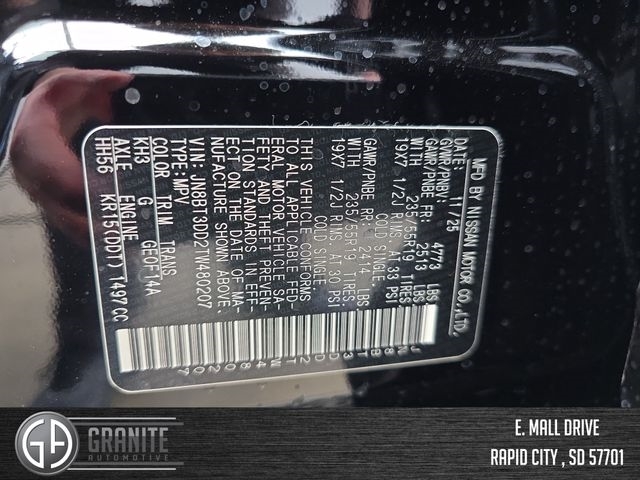 MFD BY NISSAN MOTOR CO.,LTD.
11/25
GVWR/PNBV: 4773 LBS
GAWR/PNBE FR: 2513 LBS
WITH 235/55R19 TIRES
19X7 1/2J RIMS. AT 33 PSI
COLD SINGLE.
GAWR/PNBE RR: 2414 LBS
WITH 235/55R19 TIRES
19X7 1/2J RIMS. AT 30 PSI
COLD SINGLE.
THIS VEHICLE CONFORMS
TO ALL APPLICABLE FED-
ERAL MOTOR VEHICLE SA-
FETY AND THEFT PREVEN-
TION STANDARDS IN EFF-
ECT ON THE DATE OF MA-
NUFACTURE SHOWN ABOVE.
VIN: JN8BT3DD2TW480207
TYPE: MPV
COLOR TRIM TRANS
KH3 G GE0F14A
AXLE ENGINE
HH56 KR15(DDT) 1497CC
JN8BT3DD2TW480207
GA GRANITE
AUTOMOTIVE
E. MALL DRIVE
RAPID CITY , SD 57701